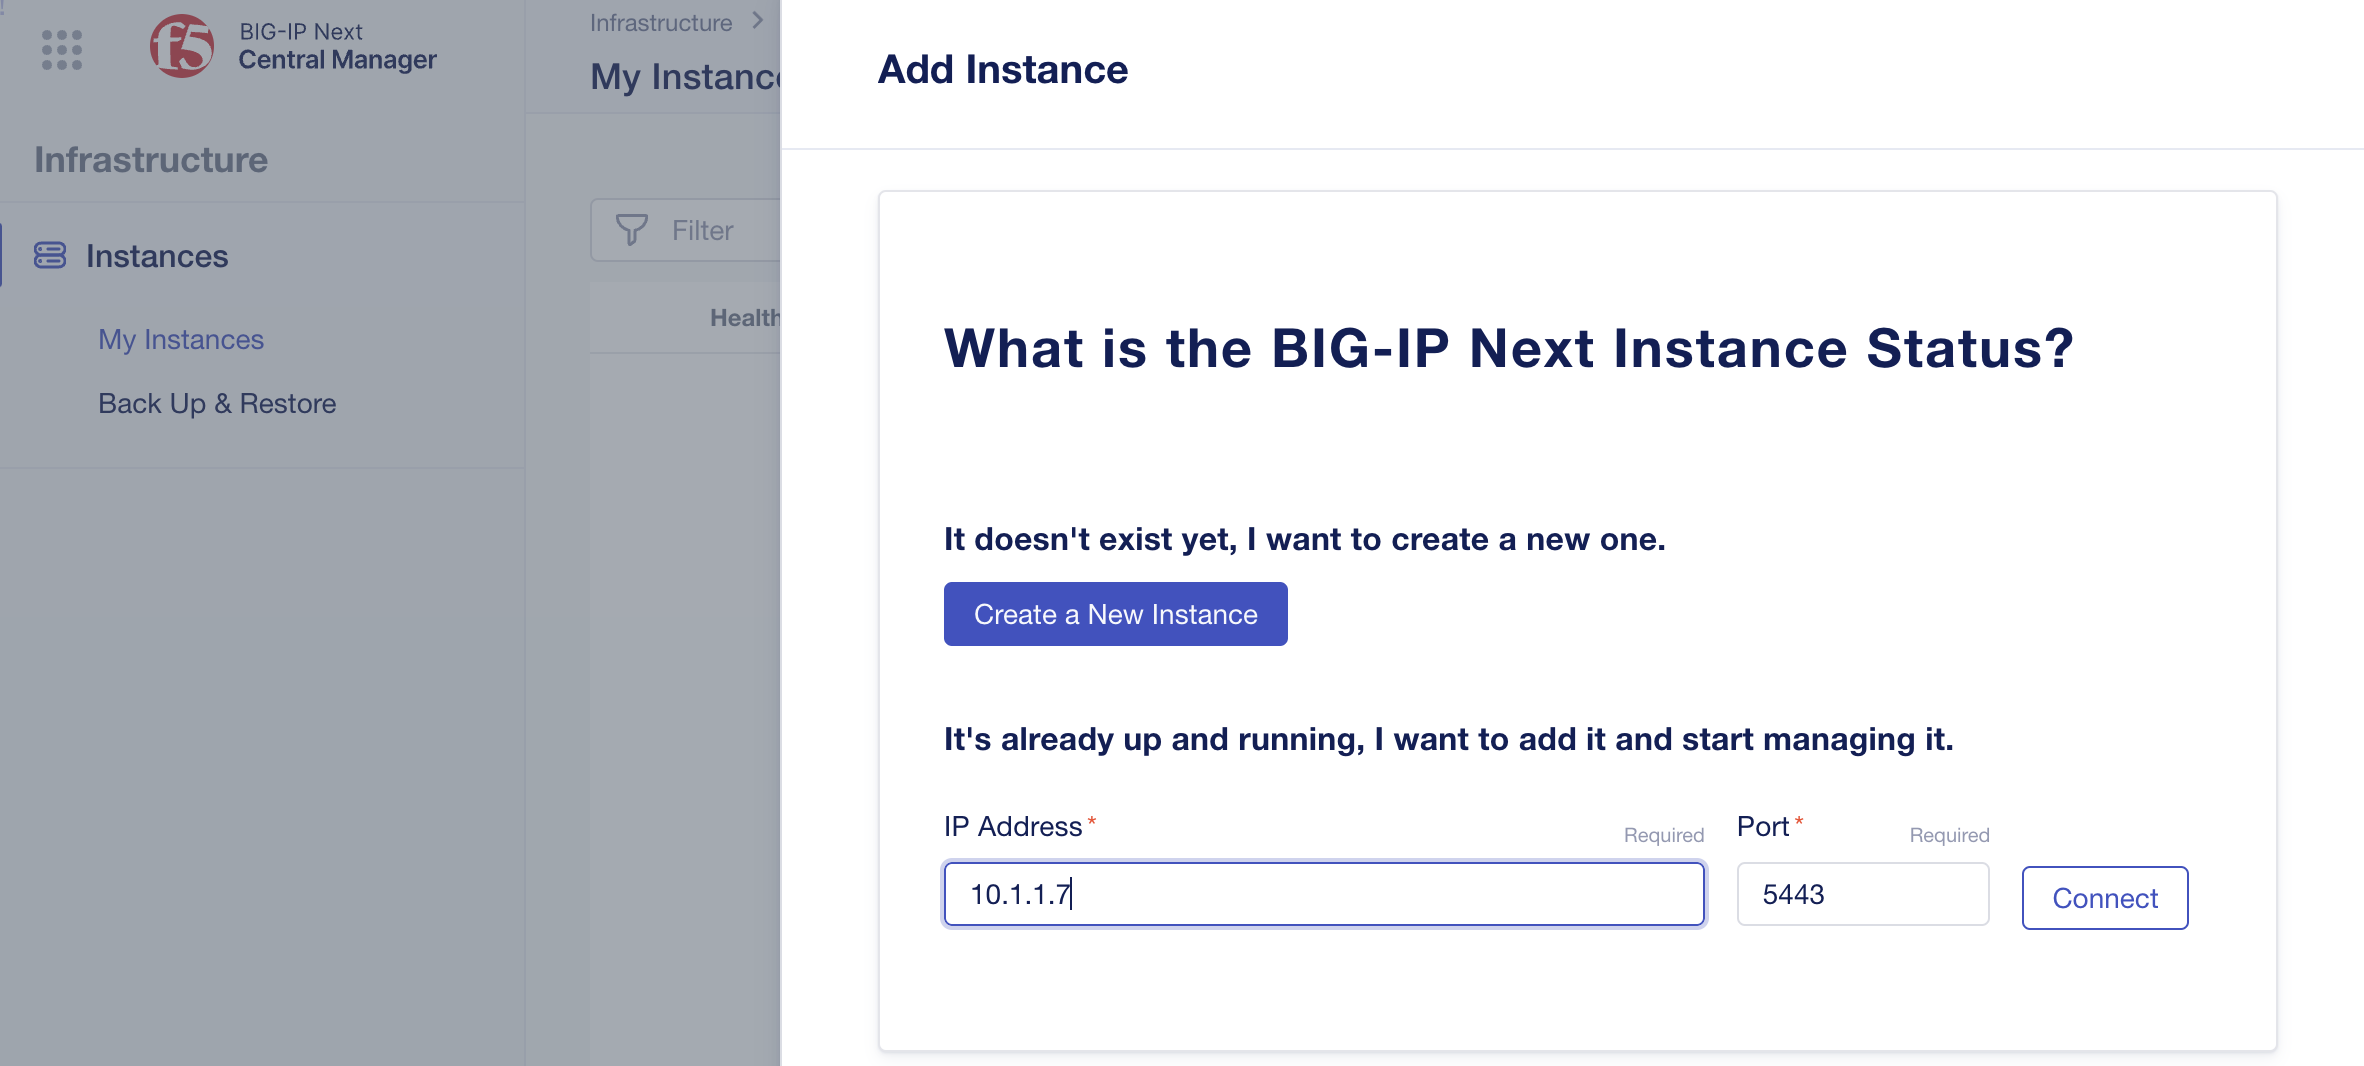 f5
BIG-IP Next
Central Manager
Infrastructure
Instances
My Instances
Back Up & Restore
Infrastructure >
My Instanc
Filter
Health
Add Instance
What is the BIG-IP Next Instance Status?
It doesn't exist yet, I want to create a new one.
Create a New Instance
It's already up and running, I want to add it and start managing it.
IP Address* Required Port* Required
10.1.1.7 5443 Connect